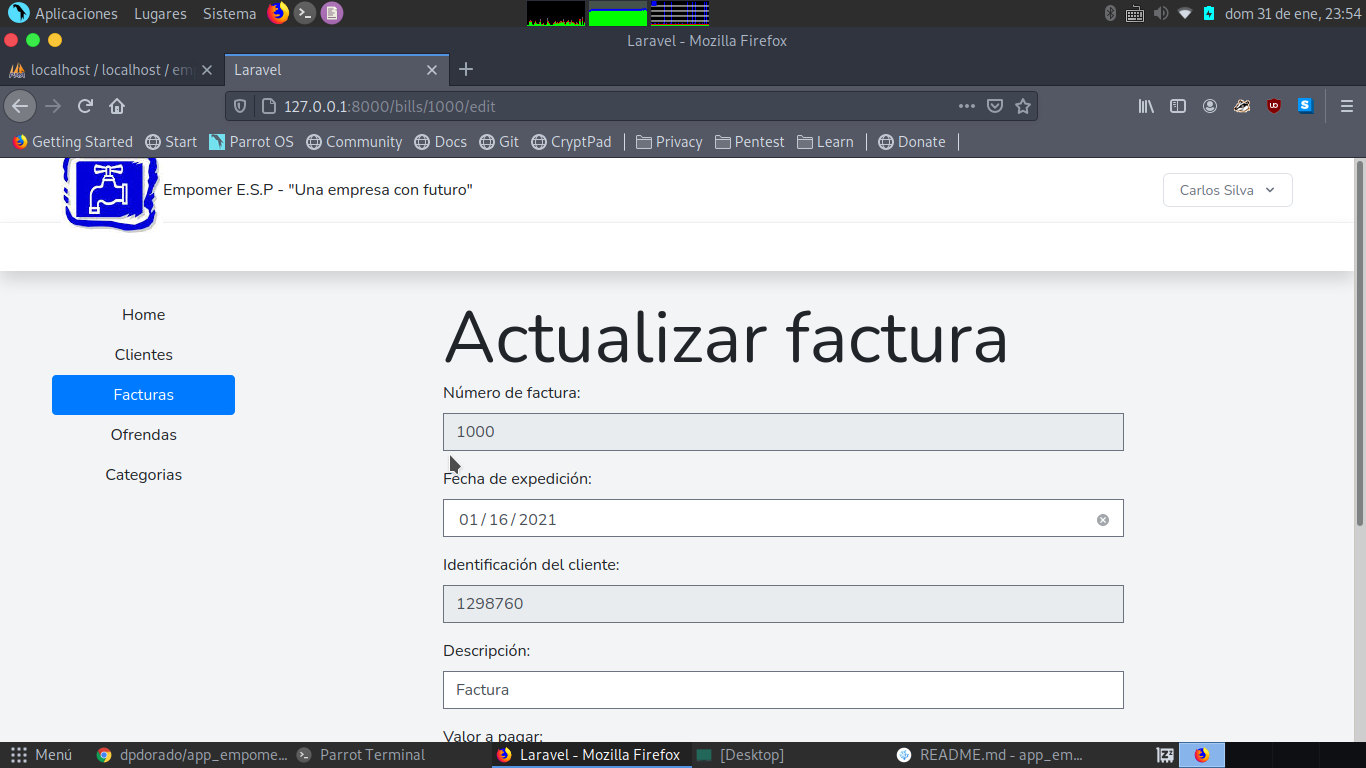 Aplicaciones Lugares Sistema dom 31 de ene, 23:54
Laravel - Mozilla Firefox
localhost / localhost / em Laravel
127.0.0.1:8000/bills/1000/edit
Getting Started Start Parrot OS Community Docs Git CryptPad Privacy Pentest Learn Donate
Empomer E.S.P - "Una empresa con futuro" Carlos Silva
Home
Clientes
Facturas
Ofrendas
Categorias
Actualizar factura
Número de factura:
1000
Fecha de expedición:
01/16/2021
Identificación del cliente:
1298760
Descripción:
Factura
Valor a pagar:
Menú dpdorado/app_empome... Parrot Terminal Laravel - Mozilla Firefox [Desktop] README.md - app_em...